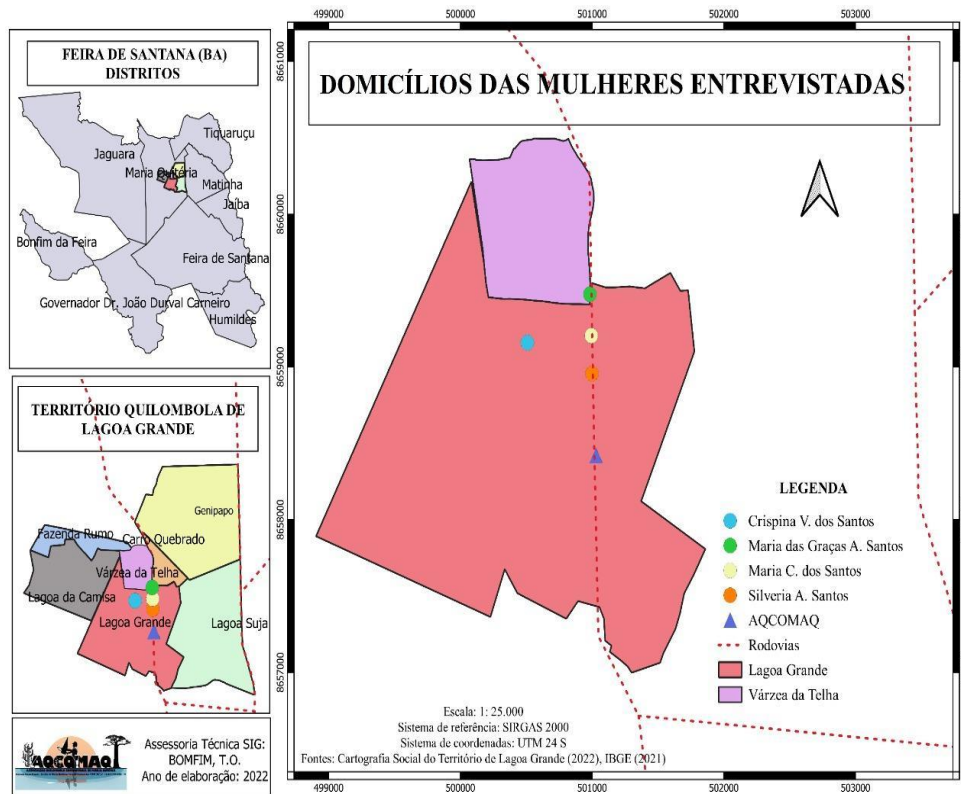 FEIRA DE SANTANA (BA)
DISTRITOS
Tiquaruçu
Jaguara
Maria Quitéria
Matinha
Jaíba
Bonfim da Feira
Feira de Santana
Governador Dr. João Durval Carneiro
Humildes
TERRITÓRIO QUILOMBOLA DE
LAGOA GRANDE
Genipapo
Fazenda Rumo
Carro Quebrado
Várzea da Telha
Lagoa da Camisa
Lagoa Grande
Lagoa Suja
AQCOMAQ
Assessoria Técnica SIG:
BOMFIM, T.O.
Ano de elaboração: 2022
499000 500000 501000 502000 503000
DOMICÍLIOS DAS MULHERES ENTREVISTADAS
8661000
8660000
8659000
8658000
8657000
LEGENDA
Crispina V. dos Santos
Maria das Graças A. Santos
Maria C. dos Santos
Silveria A. Santos
AQCOMAQ
Rodovias
Lagoa Grande
Várzea da Telha
Escala: 1: 25.000
Sistema de referência: SIRGAS 2000
Sistema de coordenadas: UTM 24 S
Fontes: Cartografia Social do Território de Lagoa Grande (2022), IBGE (2021)
499000 500000 501000 502000 503000